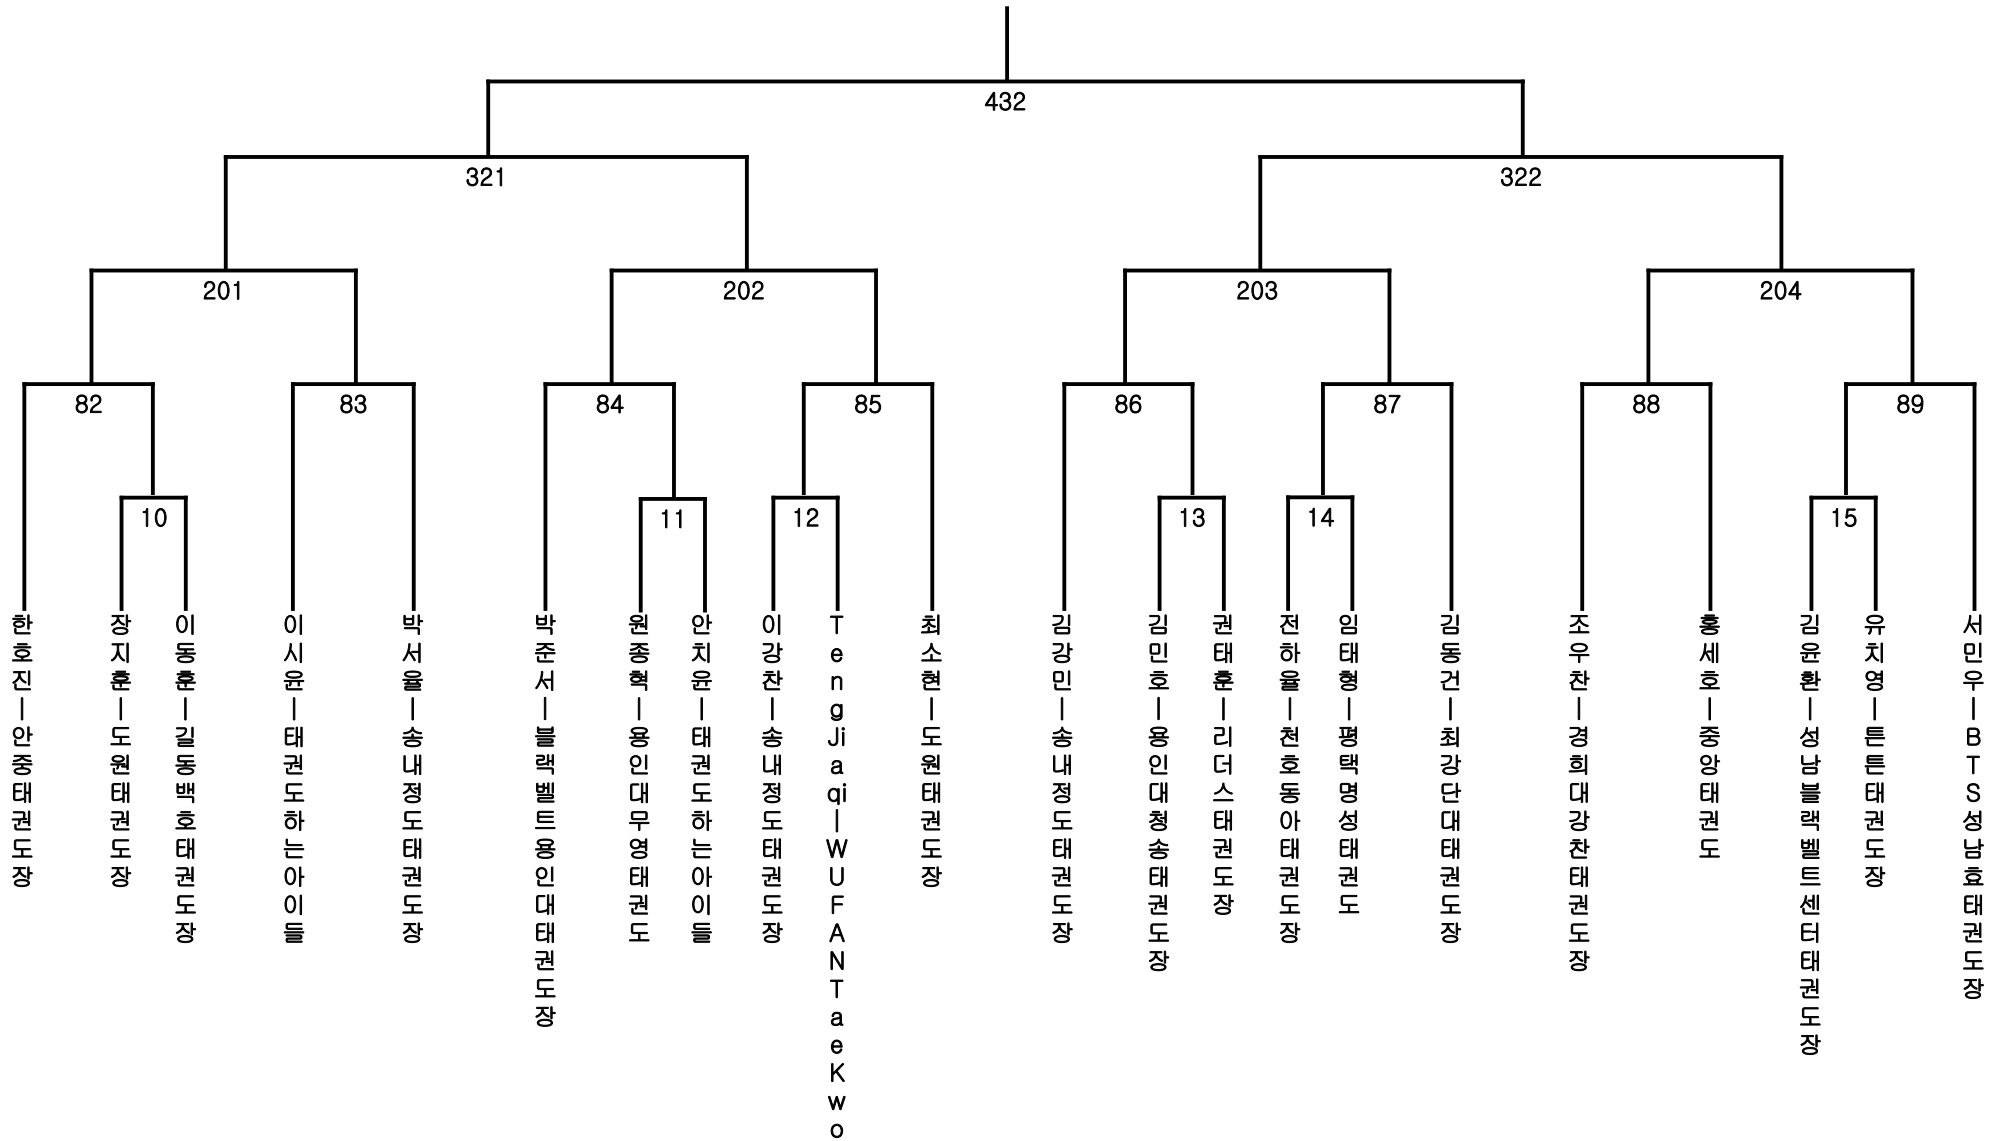 432
321
322
201
202
203
204
82
83
84
85
86
87
88
89
10
11
12
13
14
15
한호진-안중태권도장
장지훈-도원태권도장
이동훈-길동백호태권도장
이시윤-태권도하는아이들
박서율-송내정도태권도장
박준서-블랙벨트용인대태권도장
원종혁-용인대무영태권도
안치윤-태권도하는아이들
이강찬-송내정도태권도장
TengJiaqi-WUFANTaeKwo
최소현-도원태권도장
김강민-송내정도태권도장
김민호-용인대청송태권도장
권태훈-리더스태권도장
전하율-천호동아태권도장
임태형-평택명성태권도
김동건-최강단대태권도장
조우찬-경희대강찬태권도장
홍세호-중앙태권도
김윤환-성남블랙벨트센터태권도장
유치영-튼튼태권도장
서민우-BTS성남효태권도장